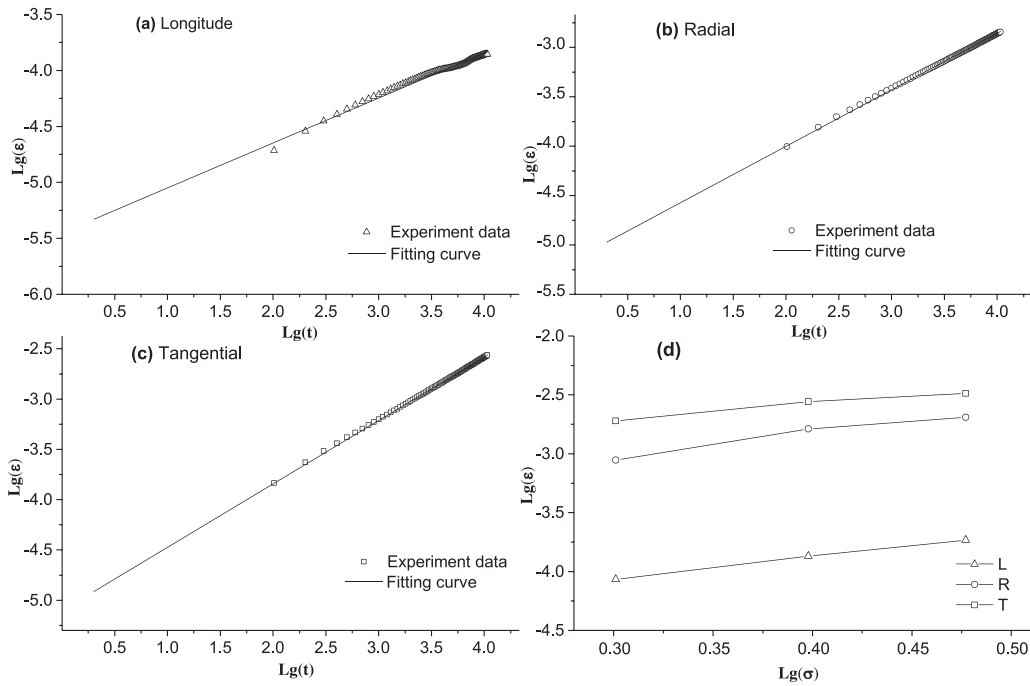 (a) Longitude
-3.5
-4.0
-4.5
-5.0
-5.5
-6.0
Lg(ε)
Experiment data
Fitting curve
0.5 1.0 1.5 2.0 2.5 3.0 3.5 4.0
Lg(t)
(b) Radial
-3.0
-3.5
-4.0
-4.5
-5.0
-5.5
Lg(ε)
Experiment data
Fitting curve
0.5 1.0 1.5 2.0 2.5 3.0 3.5 4.0
Lg(t)
(c) Tangential
-2.5
-3.0
-3.5
-4.0
-4.5
-5.0
Lg(ε)
Experiment data
Fitting curve
0.5 1.0 1.5 2.0 2.5 3.0 3.5 4.0
Lg(t)
(d)
-2.0
-2.5
-3.0
-3.5
-4.0
-4.5
Lg(ε)
L
R
T
0.30 0.35 0.40 0.45 0.50
Lg(σ)